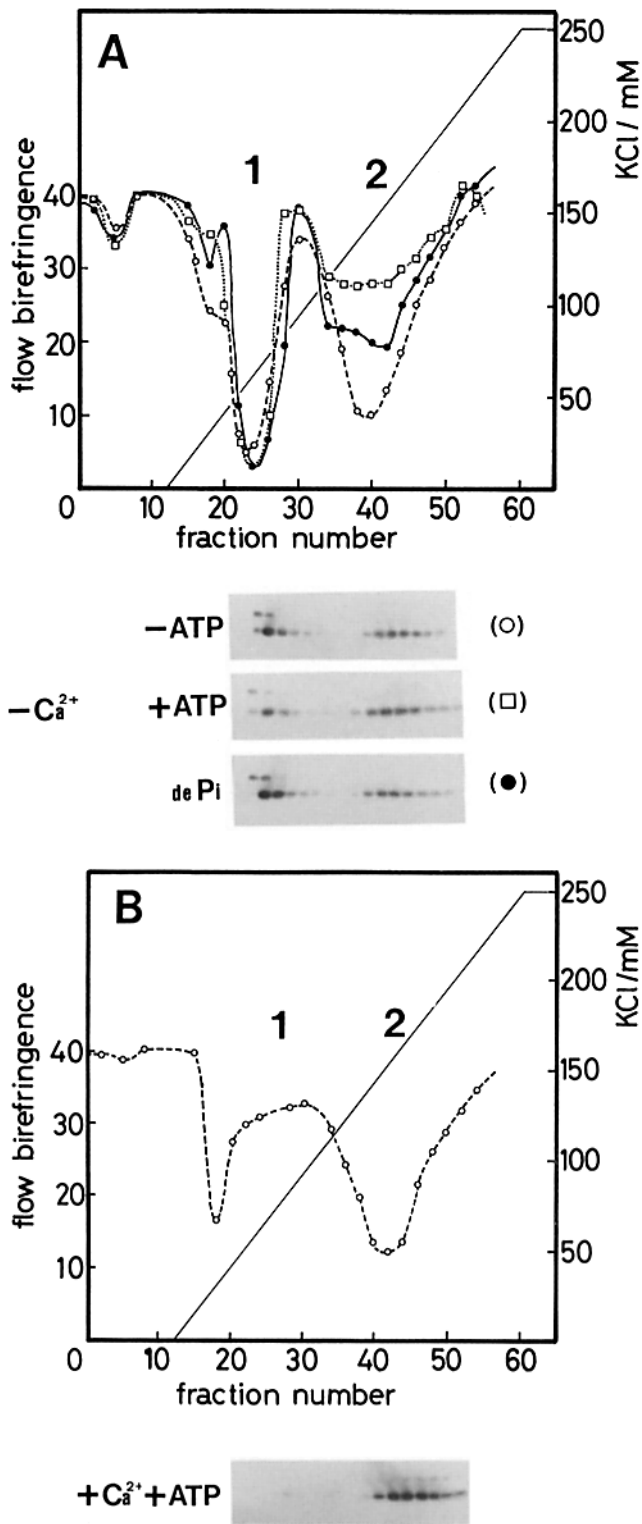 A
1
2
flow birefringence
40
30
20
10
KCl / mM
250
200
150
100
50
0 10 20 30 40 50 60
fraction number
−ATP (○)
−Ca²⁺ +ATP (□)
de Pi (●)
B
1
2
flow birefringence
40
30
20
10
KCl/mM
250
200
150
100
50
0 10 20 30 40 50 60
fraction number
+Ca²⁺+ATP